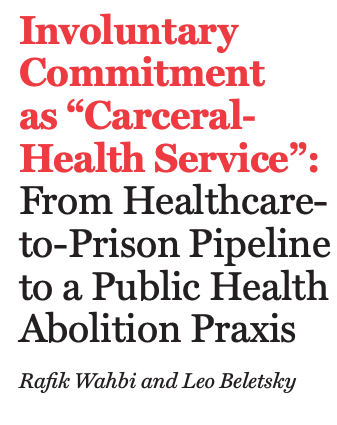 Involuntary
Commitment
as “Carceral-
Health Service”:
From Healthcare-
to-Prison Pipeline
to a Public Health
Abolition Praxis
Rafik Wahbi and Leo Beletsky